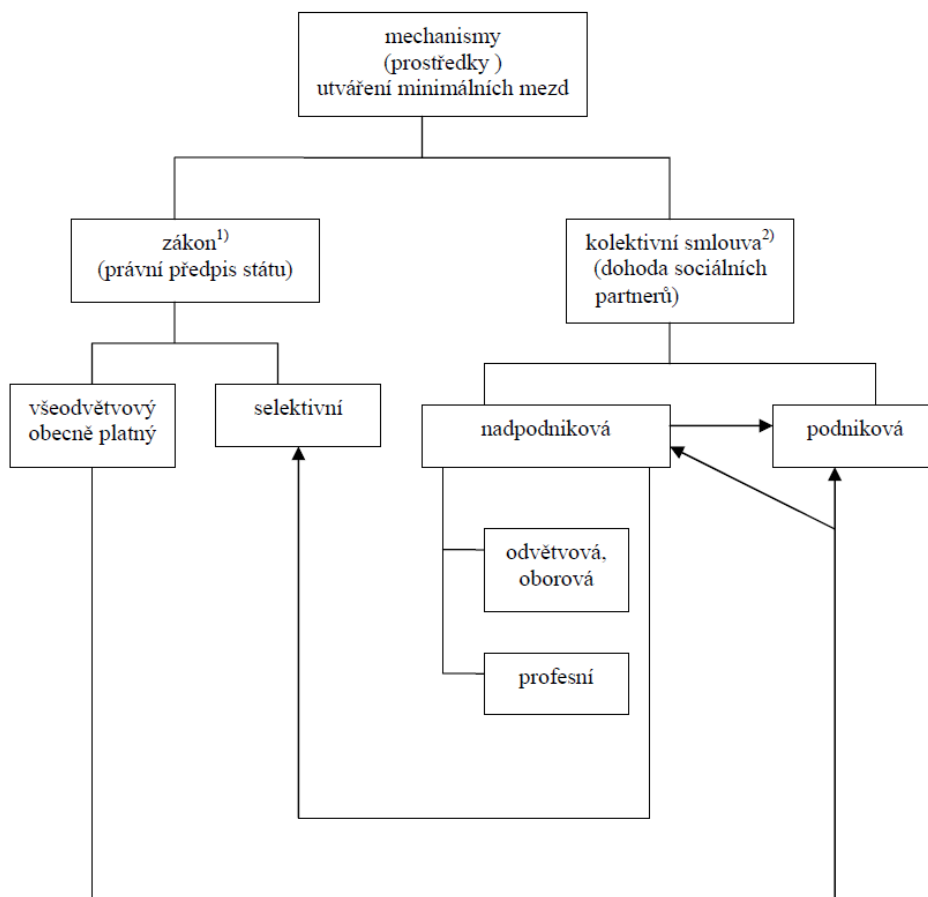 mechanismy
(prostředky )
utváření minimálních mezd
zákon1)
(právní předpis státu)
kolektivní smlouva2)
(dohoda sociálních
partnerů)
všeodvětvový
obecně platný
selektivní
nadpodniková
podniková
odvětvová,
oborová
profesní